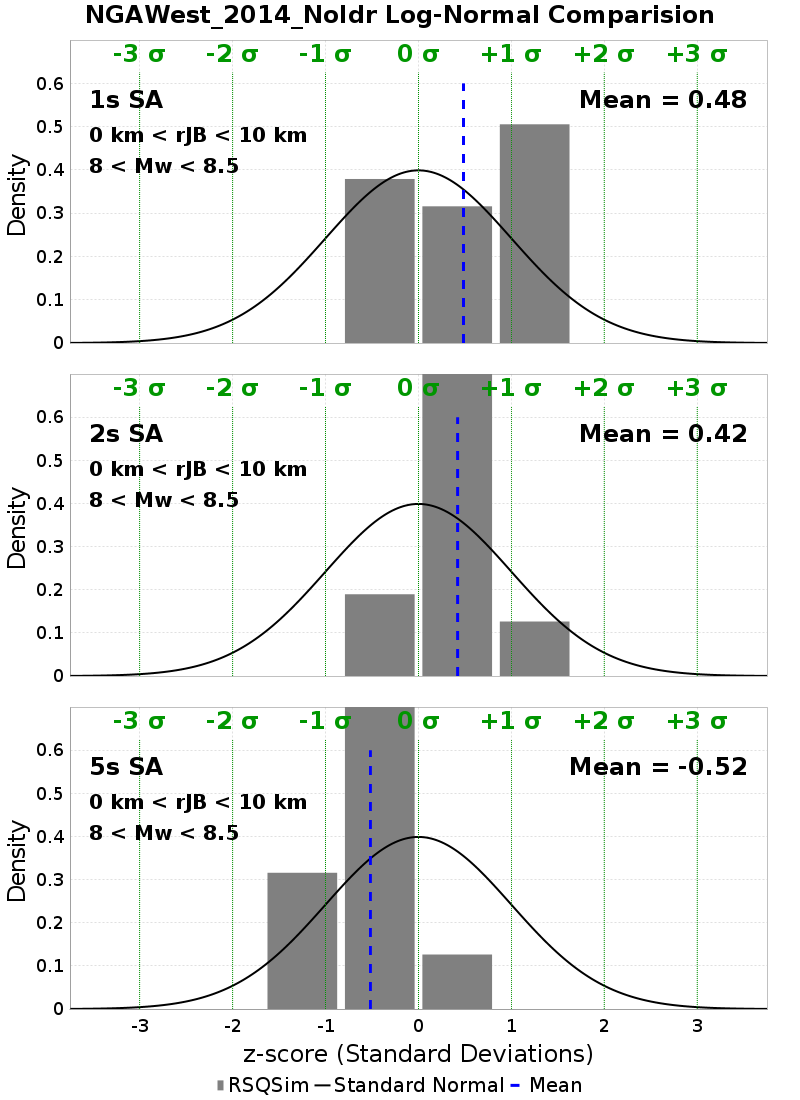 NGAWest_2014_NoIdr Log-Normal Comparision
-3 σ -2 σ -1 σ 0 σ +1 σ +2 σ +3 σ
1s SA
Mean = 0.48
0 km < rJB < 10 km
8 < Mw < 8.5
Density
0.6
0.5
0.4
0.3
0.2
0.1
0
-3 σ -2 σ -1 σ 0 σ +1 σ +2 σ +3 σ
2s SA
Mean = 0.42
0 km < rJB < 10 km
8 < Mw < 8.5
Density
0.6
0.5
0.4
0.3
0.2
0.1
0
-3 σ -2 σ -1 σ 0 σ +1 σ +2 σ +3 σ
5s SA
Mean = -0.52
0 km < rJB < 10 km
8 < Mw < 8.5
Density
0.6
0.5
0.4
0.3
0.2
0.1
0
-3 -2 -1 0 1 2 3
z-score (Standard Deviations)
RSQSim Standard Normal Mean